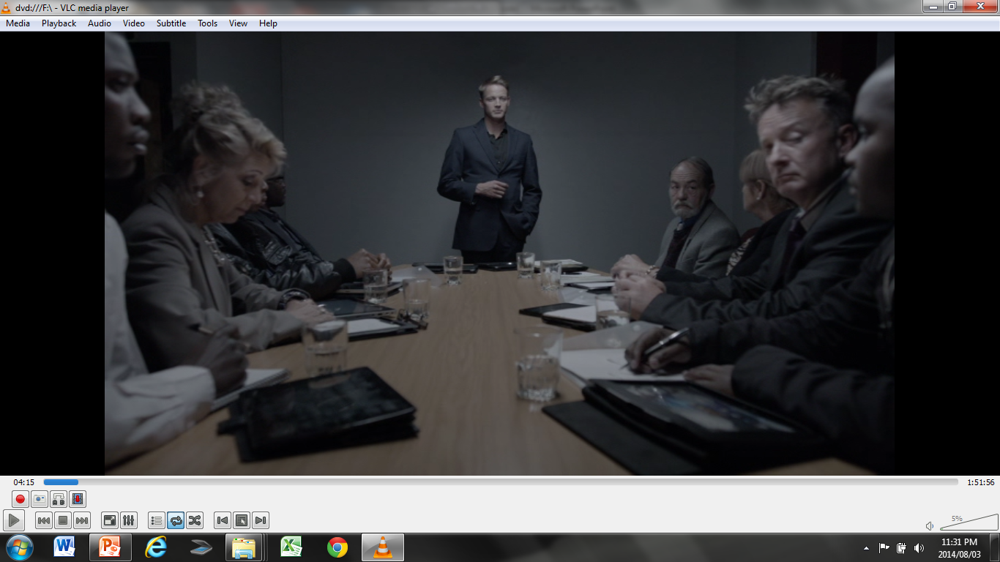 dvd:///F:\ - VLC media player
Media Playback Audio Video Subtitle Tools View Help
04:15 1:51:56
5%
11:31 PM
2014/08/03